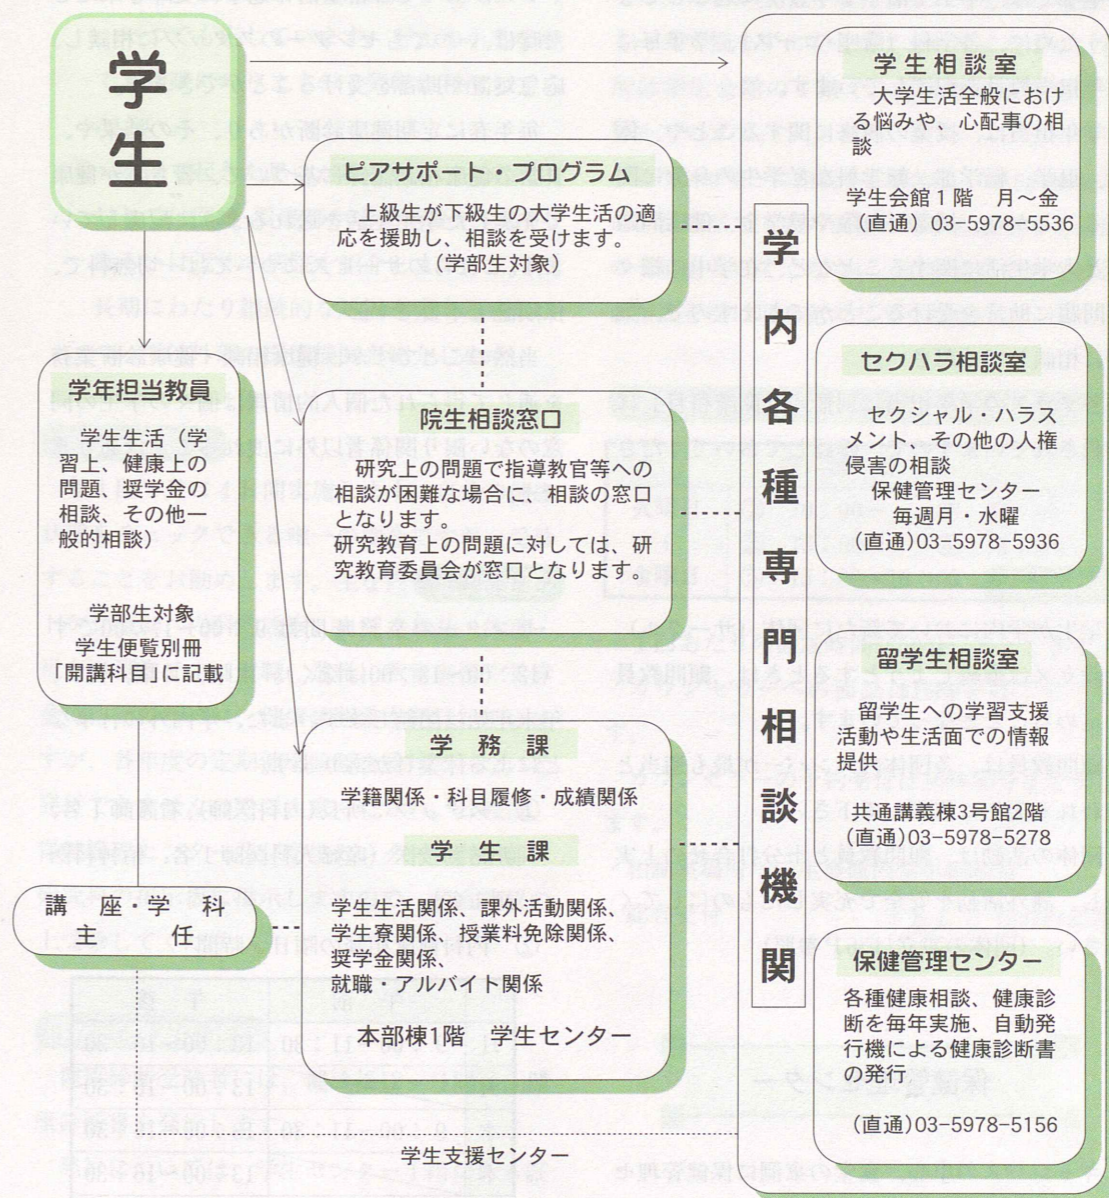 学
生
学生相談室
大学生活全般におけ
る悩みや、心配事の相
談
学生会館1階　月〜金
(直通) 03−5978−5536
ピアサポート・プログラム
上級生が下級生の大学生活の適
応を援助し、相談を受けます。
(学部生対象)
学内各種専門相談機関
セクハラ相談室
セクシャル・ハラス
メント、その他の人権
侵害の相談
保健管理センター
毎週月・水曜
(直通)03−5978−5936
学年担当教員
学生生活（学
習上、健康上の
問題、奨学金の
相談、その他一
般的相談）
学部生対象
学生便覧別冊
「開講科目」に記載
院生相談窓口
研究上の問題で指導教官等への
相談が困難な場合に、相談の窓口
となります。
研究教育上の問題に対しては、研
究教育委員会が窓口となります。
留学生相談室
留学生への学習支援
活動や生活面での情報
提供
共通講義棟3号館2階
(直通)03−5978−5278
学　務　課
学籍関係・科目履修・成績関係
学　生　課
学生生活関係、課外活動関係、
学生寮関係、授業料免除関係、
奨学金関係、
就職・アルバイト関係
本部棟1階　学生センター
講　座・学　科
主　　任
保健管理センター
各種健康相談、健康診
断を毎年実施、自動発
行機による健康診断書
の発行
(直通)03−5978−5156
学生支援センター